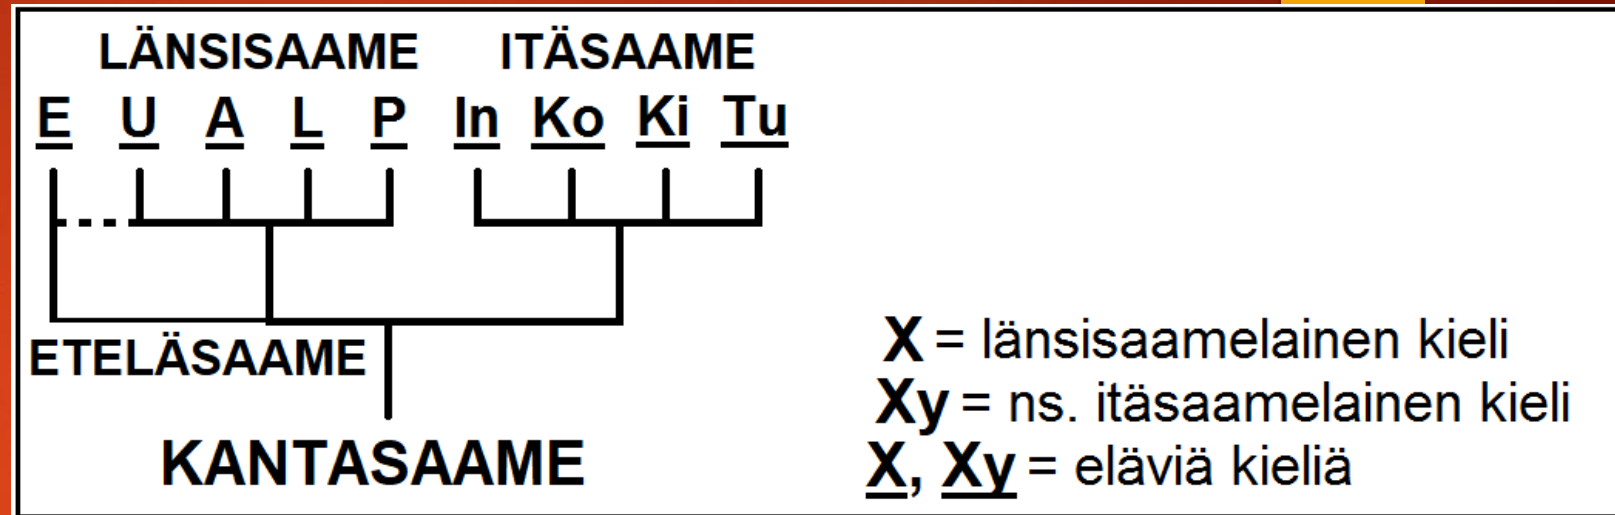 LÄNSISAAME ITÄSAAME
E U A L P In Ko Ki Tu
ETELÄSAAME
KANTASAAME
X = länsisaamelainen kieli
Xy = ns. itäsaamelainen kieli
X, Xy = eläviä kieliä